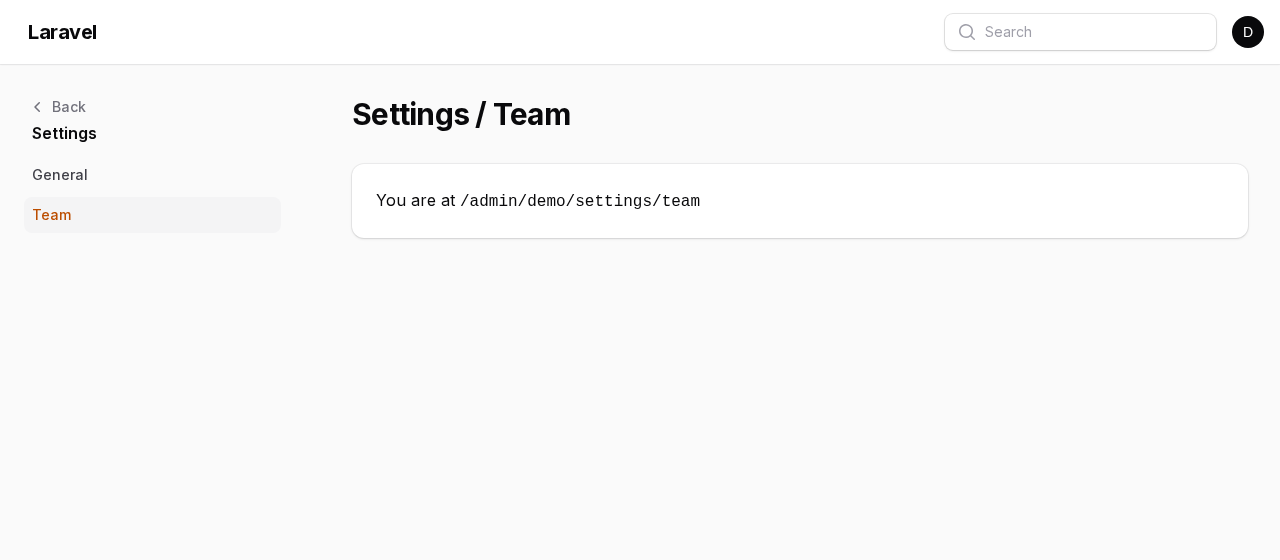 Laravel
Search
D
Back
Settings
General
Team
Settings / Team
You are at /admin/demo/settings/team